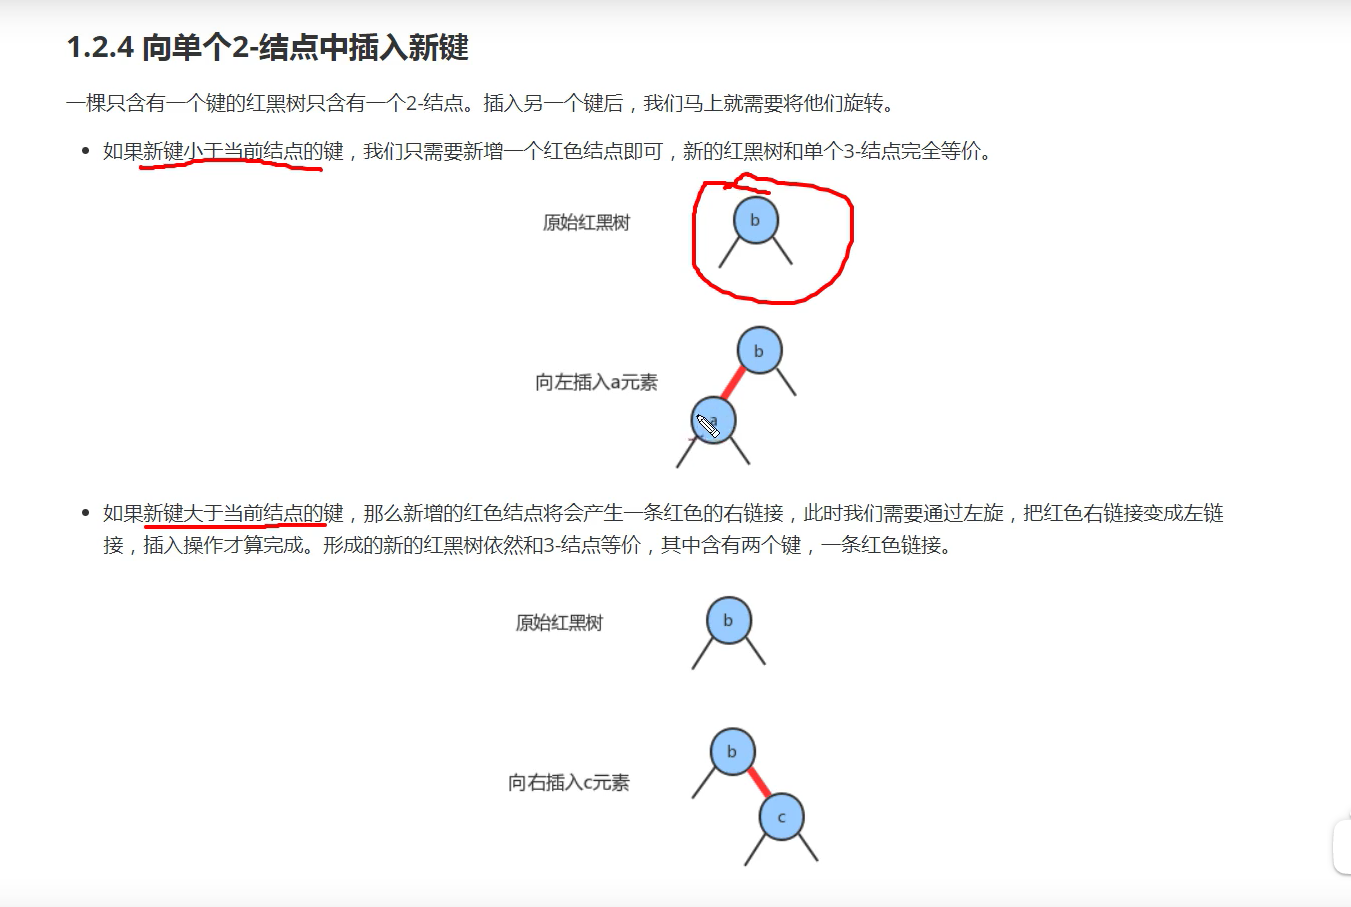 1.2.4 向单个2-结点中插入新键
一棵只含有一个键的红黑树只含有一个2-结点。插入另一个键后，我们马上就需要将他们旋转。
如果新键小于当前结点的键，我们只需要新增一个红色结点即可，新的红黑树和单个3-结点完全等价。
原始红黑树
b
b
向左插入a元素
a
如果新键大于当前结点的键，那么新增的红色结点将会产生一条红色的右链接，此时我们需要通过左旋，把红色右链接变成左链
接，插入操作才算完成。形成的新的红黑树依然和3-结点等价，其中含有两个键，一条红色链接。
原始红黑树
b
b
向右插入c元素
c